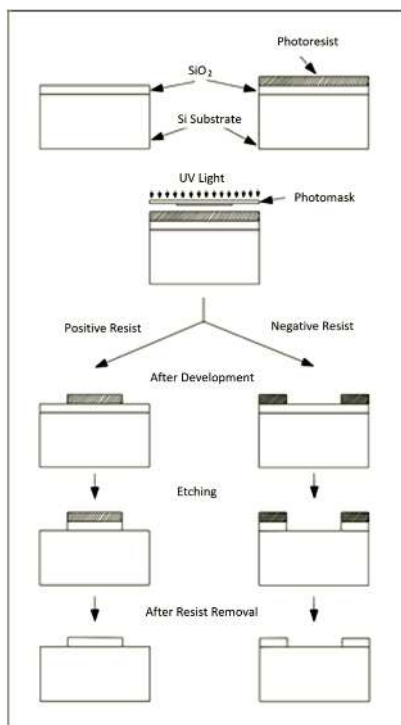 Photoresist
SiO₂
Si Substrate
UV Light
Photomask
Positive Resist
Negative Resist
After Development
Etching
After Resist Removal